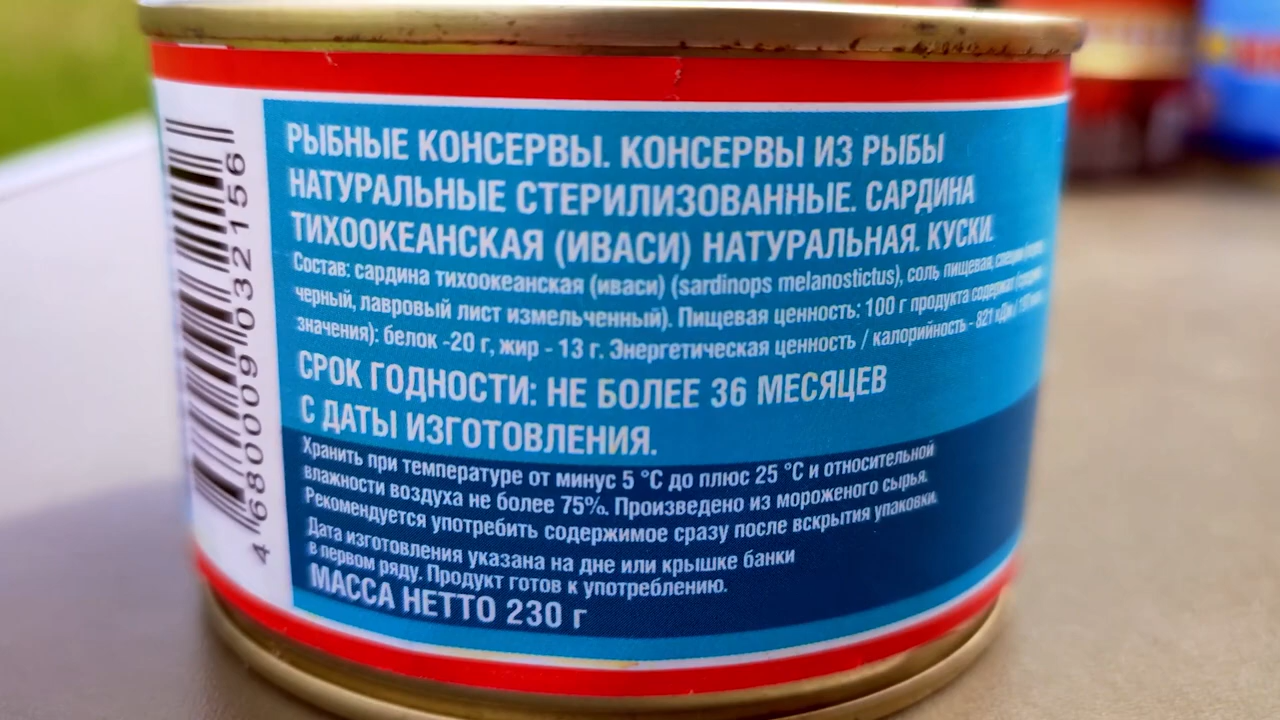 РЫБНЫЕ КОНСЕРВЫ. КОНСЕРВЫ ИЗ РЫБЫ
НАТУРАЛЬНЫЕ СТЕРИЛИЗОВАННЫЕ. САРДИНА
ТИХООКЕАНСКАЯ (ИВАСИ) НАТУРАЛЬНАЯ. КУСКИ.
Состав: сардина тихоокеанская (иваси) (sardinops melanostictus), соль пищевая,
черный, лавровый лист измельченный). Пищевая ценность: 100 г продукта содержат
значения): белок -20 г, жир - 13 г. Энергетическая ценность / калорийность - 821 кДж /
СРОК ГОДНОСТИ: НЕ БОЛЕЕ 36 МЕСЯЦЕВ
С ДАТЫ ИЗГОТОВЛЕНИЯ.
Хранить при температуре от минус 5 °C до плюс 25 °C и относительной
влажности воздуха не более 75%. Произведено из мороженого сырья.
Рекомендуется употребить содержимое сразу после вскрытия упаковки.
Дата изготовления указана на дне или крышке банки
в первом ряду. Продукт готов к употреблению.
МАССА НЕТТО 230 г
4 680009 032156